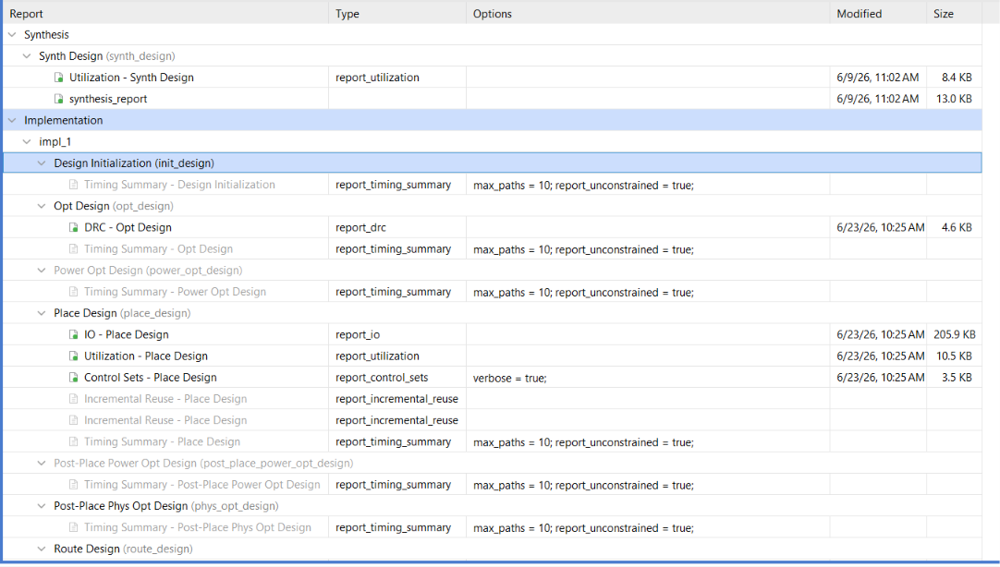 Report Type Options Modified Size
Synthesis
Synth Design (synth_design)
Utilization - Synth Design report_utilization 6/9/26, 11:02 AM 8.4 KB
synthesis_report 6/9/26, 11:02 AM 13.0 KB
Implementation
impl_1
Design Initialization (init_design)
Timing Summary - Design Initialization report_timing_summary max_paths = 10; report_unconstrained = true;
Opt Design (opt_design)
DRC - Opt Design report_drc 6/23/26, 10:25 AM 4.6 KB
Timing Summary - Opt Design report_timing_summary max_paths = 10; report_unconstrained = true;
Power Opt Design (power_opt_design)
Timing Summary - Power Opt Design report_timing_summary max_paths = 10; report_unconstrained = true;
Place Design (place_design)
IO - Place Design report_io 6/23/26, 10:25 AM 205.9 KB
Utilization - Place Design report_utilization 6/23/26, 10:25 AM 10.5 KB
Control Sets - Place Design report_control_sets verbose = true; 6/23/26, 10:25 AM 3.5 KB
Incremental Reuse - Place Design report_incremental_reuse
Incremental Reuse - Place Design report_incremental_reuse
Timing Summary - Place Design report_timing_summary max_paths = 10; report_unconstrained = true;
Post-Place Power Opt Design (post_place_power_opt_design)
Timing Summary - Post-Place Power Opt Design report_timing_summary max_paths = 10; report_unconstrained = true;
Post-Place Phys Opt Design (phys_opt_design)
Timing Summary - Post-Place Phys Opt Design report_timing_summary max_paths = 10; report_unconstrained = true;
Route Design (route_design)